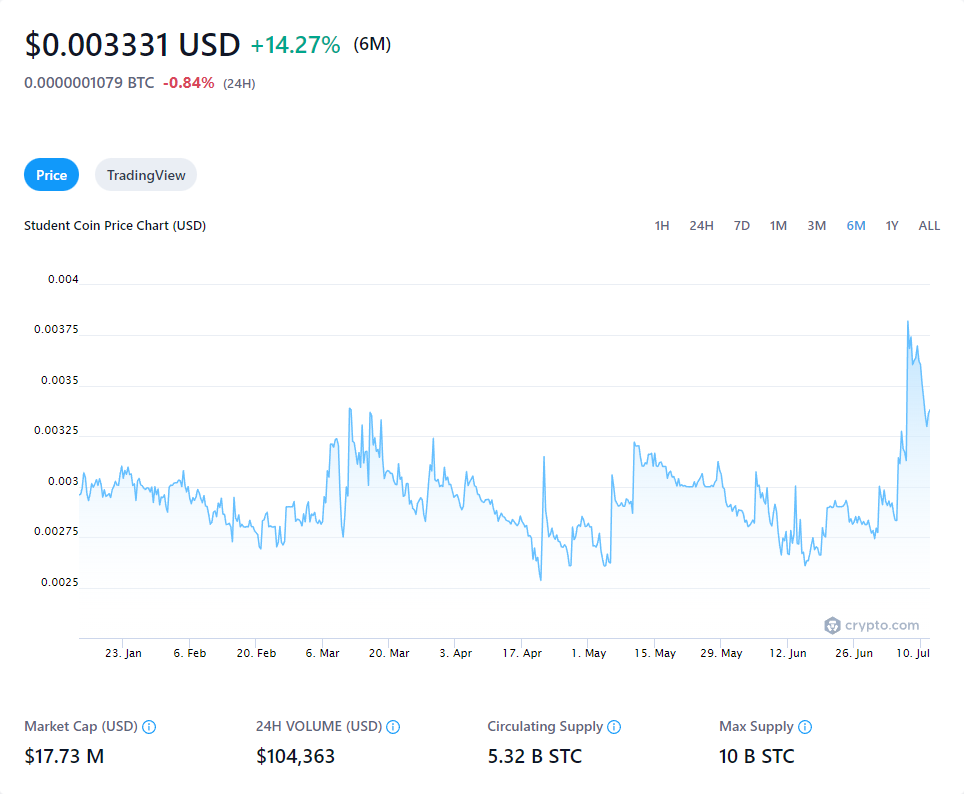 $0.003331 USD +14.27% (6M)
0.0000001079 BTC -0.84% (24H)
Price TradingView
Student Coin Price Chart (USD) 1H 24H 7D 1M 3M 6M 1Y ALL
0.004
0.00375
0.0035
0.00325
0.003
0.00275
0.0025
crypto.com
23. Jan 6. Feb 20. Feb 6. Mar 20. Mar 3. Apr 17. Apr 1. May 15. May 29. May 12. Jun 26. Jun 10. Jul
Market Cap (USD) 24H VOLUME (USD) Circulating Supply Max Supply
$17.73 M $104,363 5.32 B STC 10 B STC